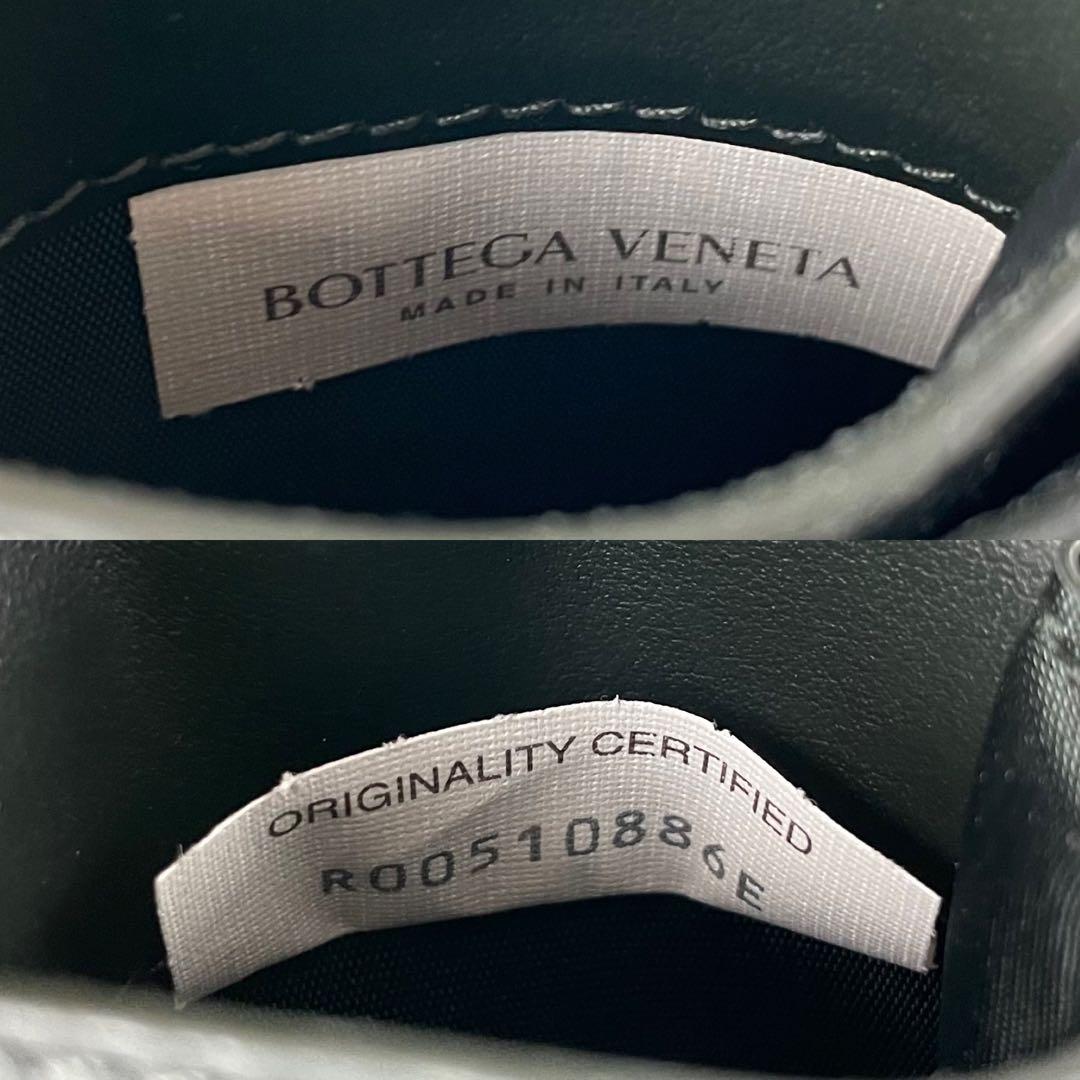 BOTTEGA VENETA
MADE IN ITALY
ORIGINALITY CERTIFIED
R00510886E